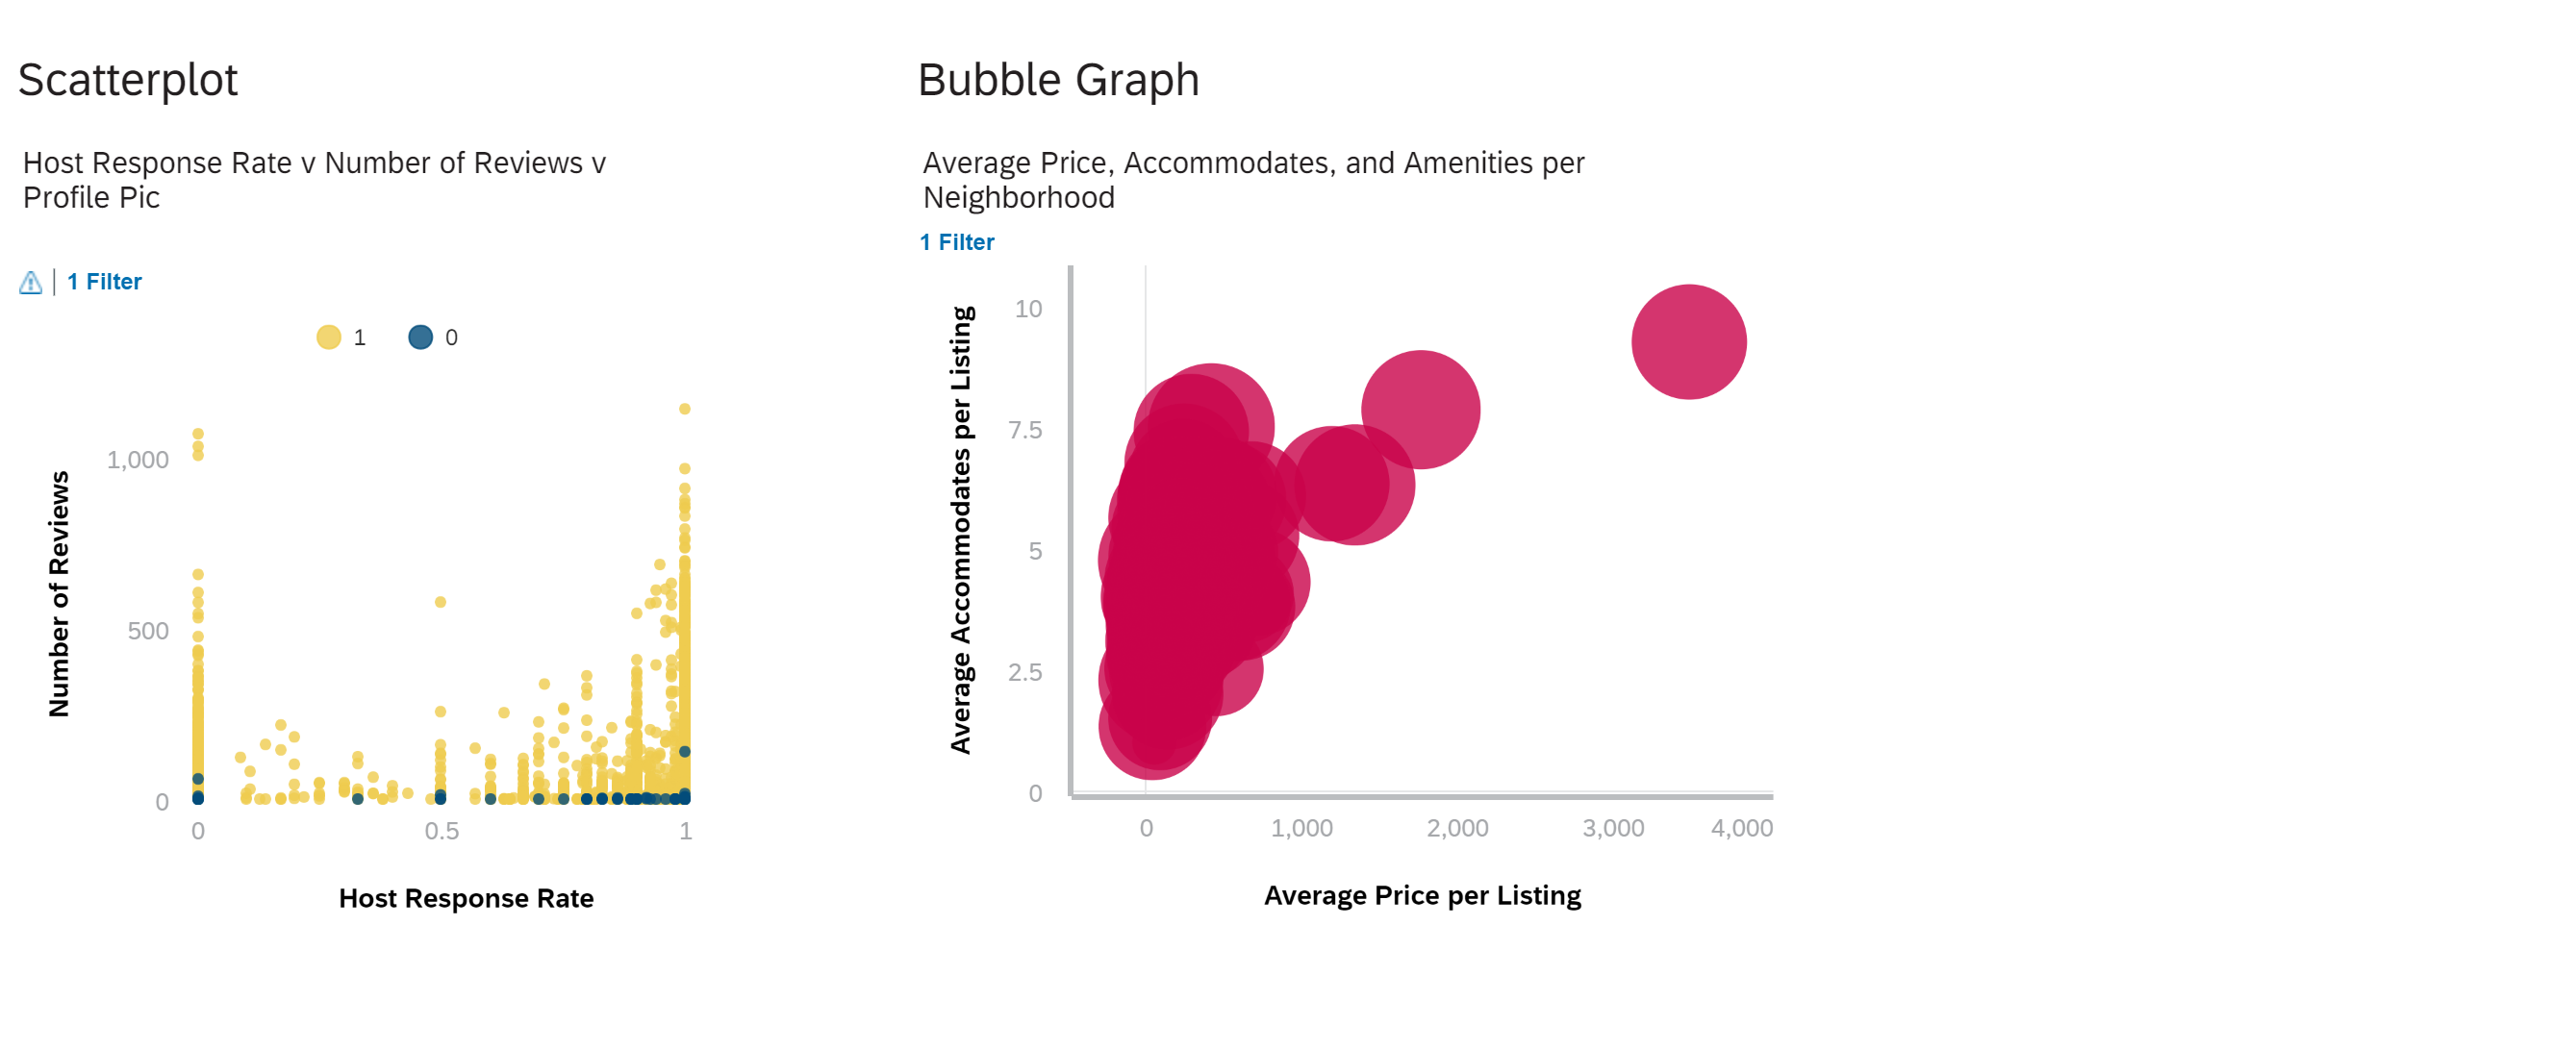 Scatterplot
Host Response Rate v Number of Reviews v
Profile Pic
1 Filter
1
0
Number of Reviews
1,000
500
0
0
0.5
1
Host Response Rate
Bubble Graph
Average Price, Accommodates, and Amenities per
Neighborhood
1 Filter
Average Accommodates per Listing
10
7.5
5
2.5
0
0
1,000
2,000
3,000
4,000
Average Price per Listing